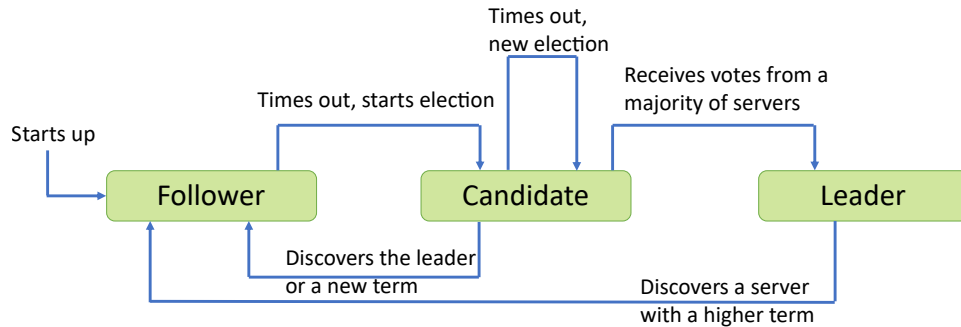 Times out,
new election
Receives votes from a
majority of servers
Times out, starts election
Starts up
Follower
Candidate
Leader
Discovers the leader
or a new term
Discovers a server
with a higher term